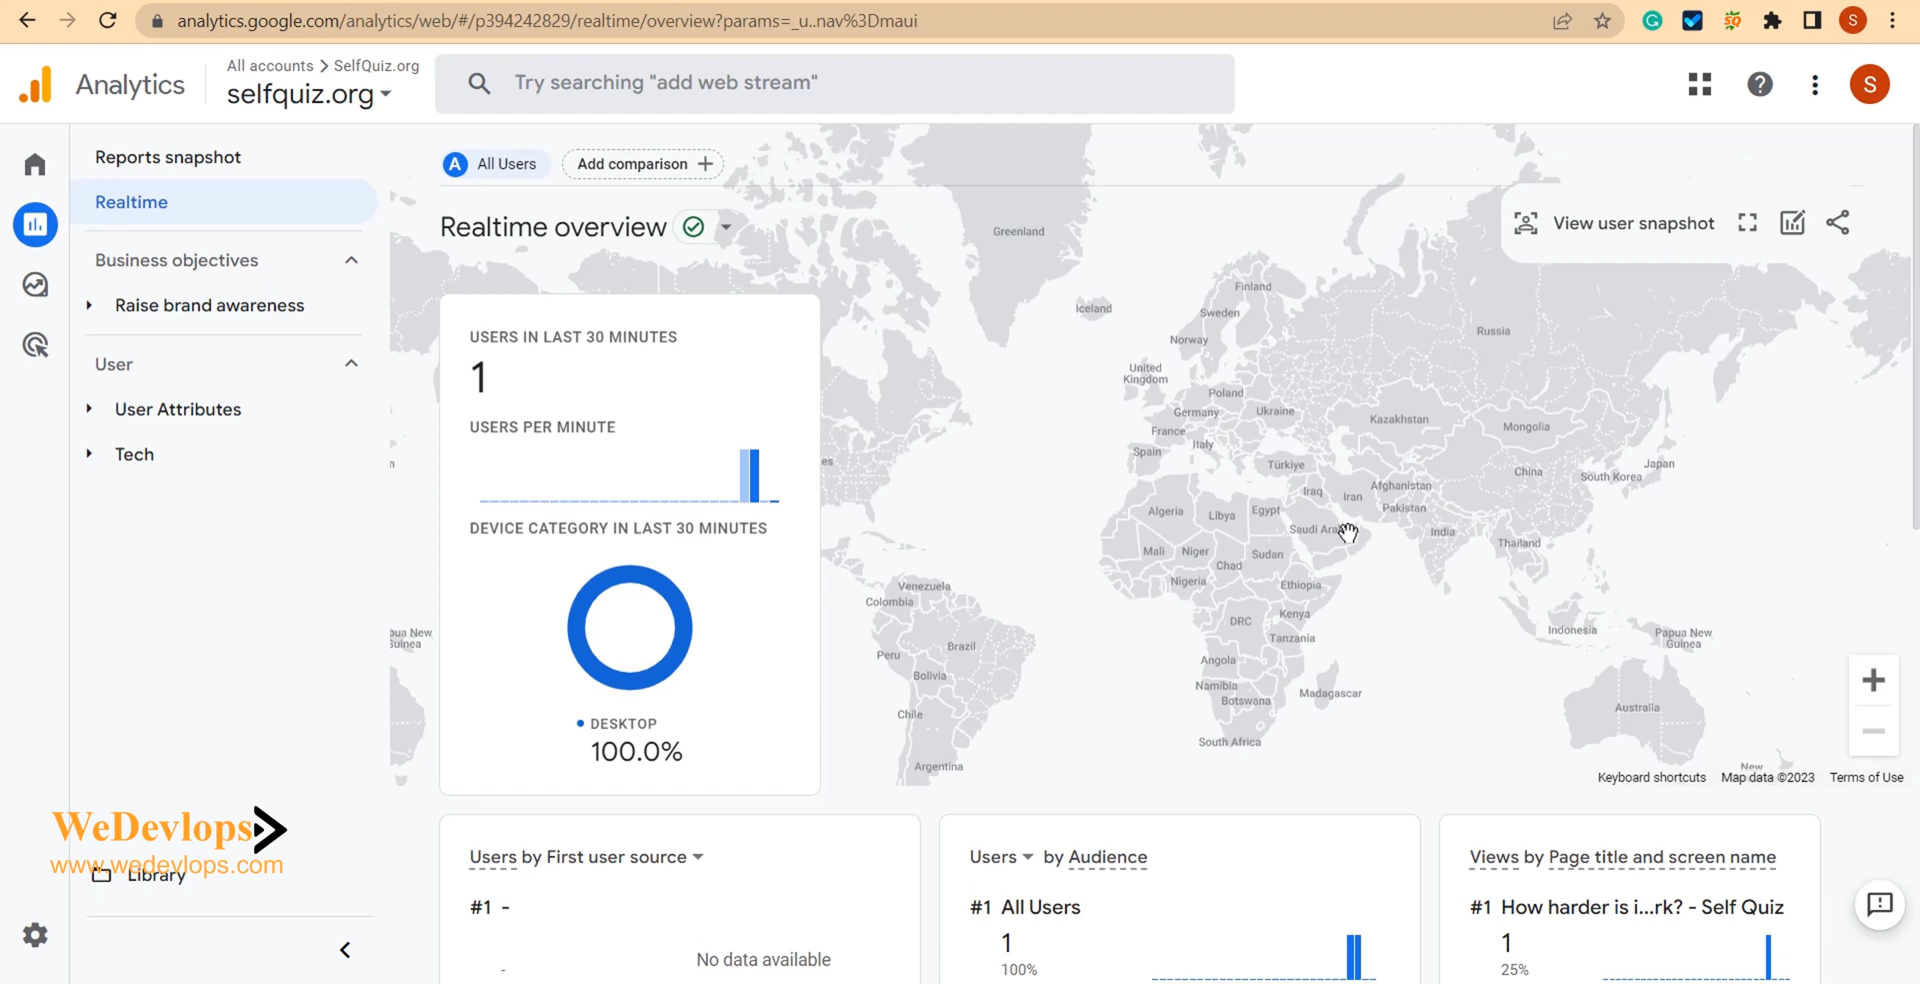 analytics.google.com/analytics/web/#/p394242829/realtime/overview?params=_u..nav%3Dmaui
S
Analytics
All accounts > SelfQuiz.org
selfquiz.org
Try searching "add web stream"
S
Reports snapshot
Realtime
Business objectives
Raise brand awareness
User
User Attributes
Tech
Library
WeDevlops
www.wedevlops.com
A All Users
Add comparison +
Realtime overview
View user snapshot
USERS IN LAST 30 MINUTES
1
USERS PER MINUTE
DEVICE CATEGORY IN LAST 30 MINUTES
DESKTOP
100.0%
Greenland
Iceland
Finland
Sweden
Norway
Russia
United
Kingdom
Poland
Germany
Ukraine
France
Italy
Spain
Kazakhstan
Mongolia
Türkiye
China
Japan
South Korea
Iraq
Iran
Afghanistan
Pakistan
Algeria
Libya
Egypt
Saudi Ara
India
Thailand
Mali
Niger
Chad
Sudan
Nigeria
Ethiopia
Venezuela
Colombia
DRC
Kenya
Tanzania
Indonesia
Papua New
Guinea
pua New
Guinea
Brazil
Peru
Bolivia
Angola
Namibia
Botswana
Madagascar
Australia
Chile
South Africa
Argentina
New
es
n
Keyboard shortcuts
Map data ©2023
Terms of Use
Users by First user source
#1 -
-
No data available
Users by Audience
#1 All Users
1
100%
Views by Page title and screen name
#1 How harder is i...rk? - Self Quiz
1
25%